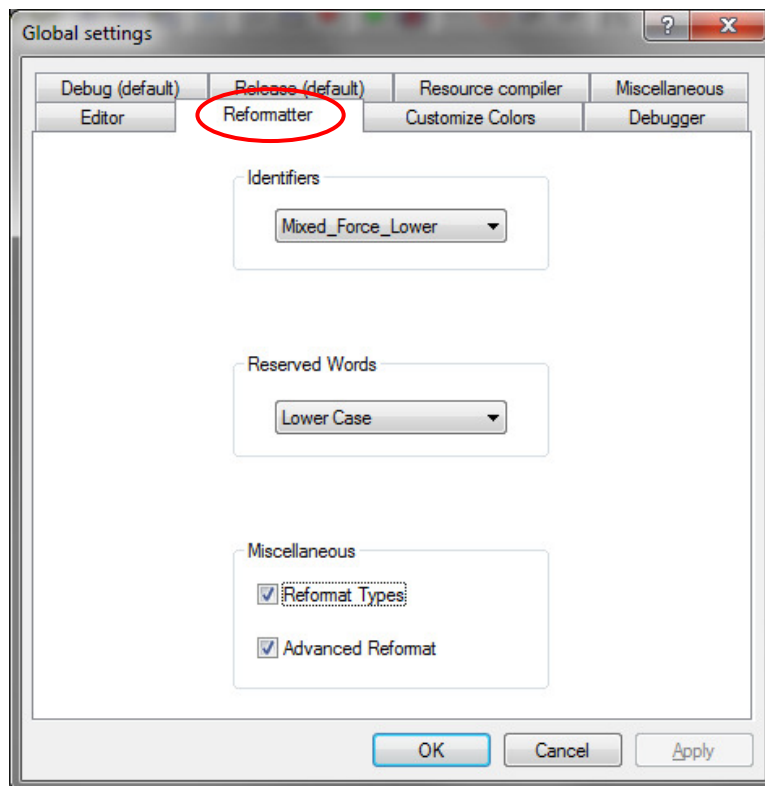 Global settings
Debug (default) Release (default) Resource compiler Miscellaneous
Editor Reformatter Customize Colors Debugger
Identifiers
Mixed_Force_Lower
Reserved Words
Lower Case
Miscellaneous
Reformat Types
Advanced Reformat
OK Cancel Apply